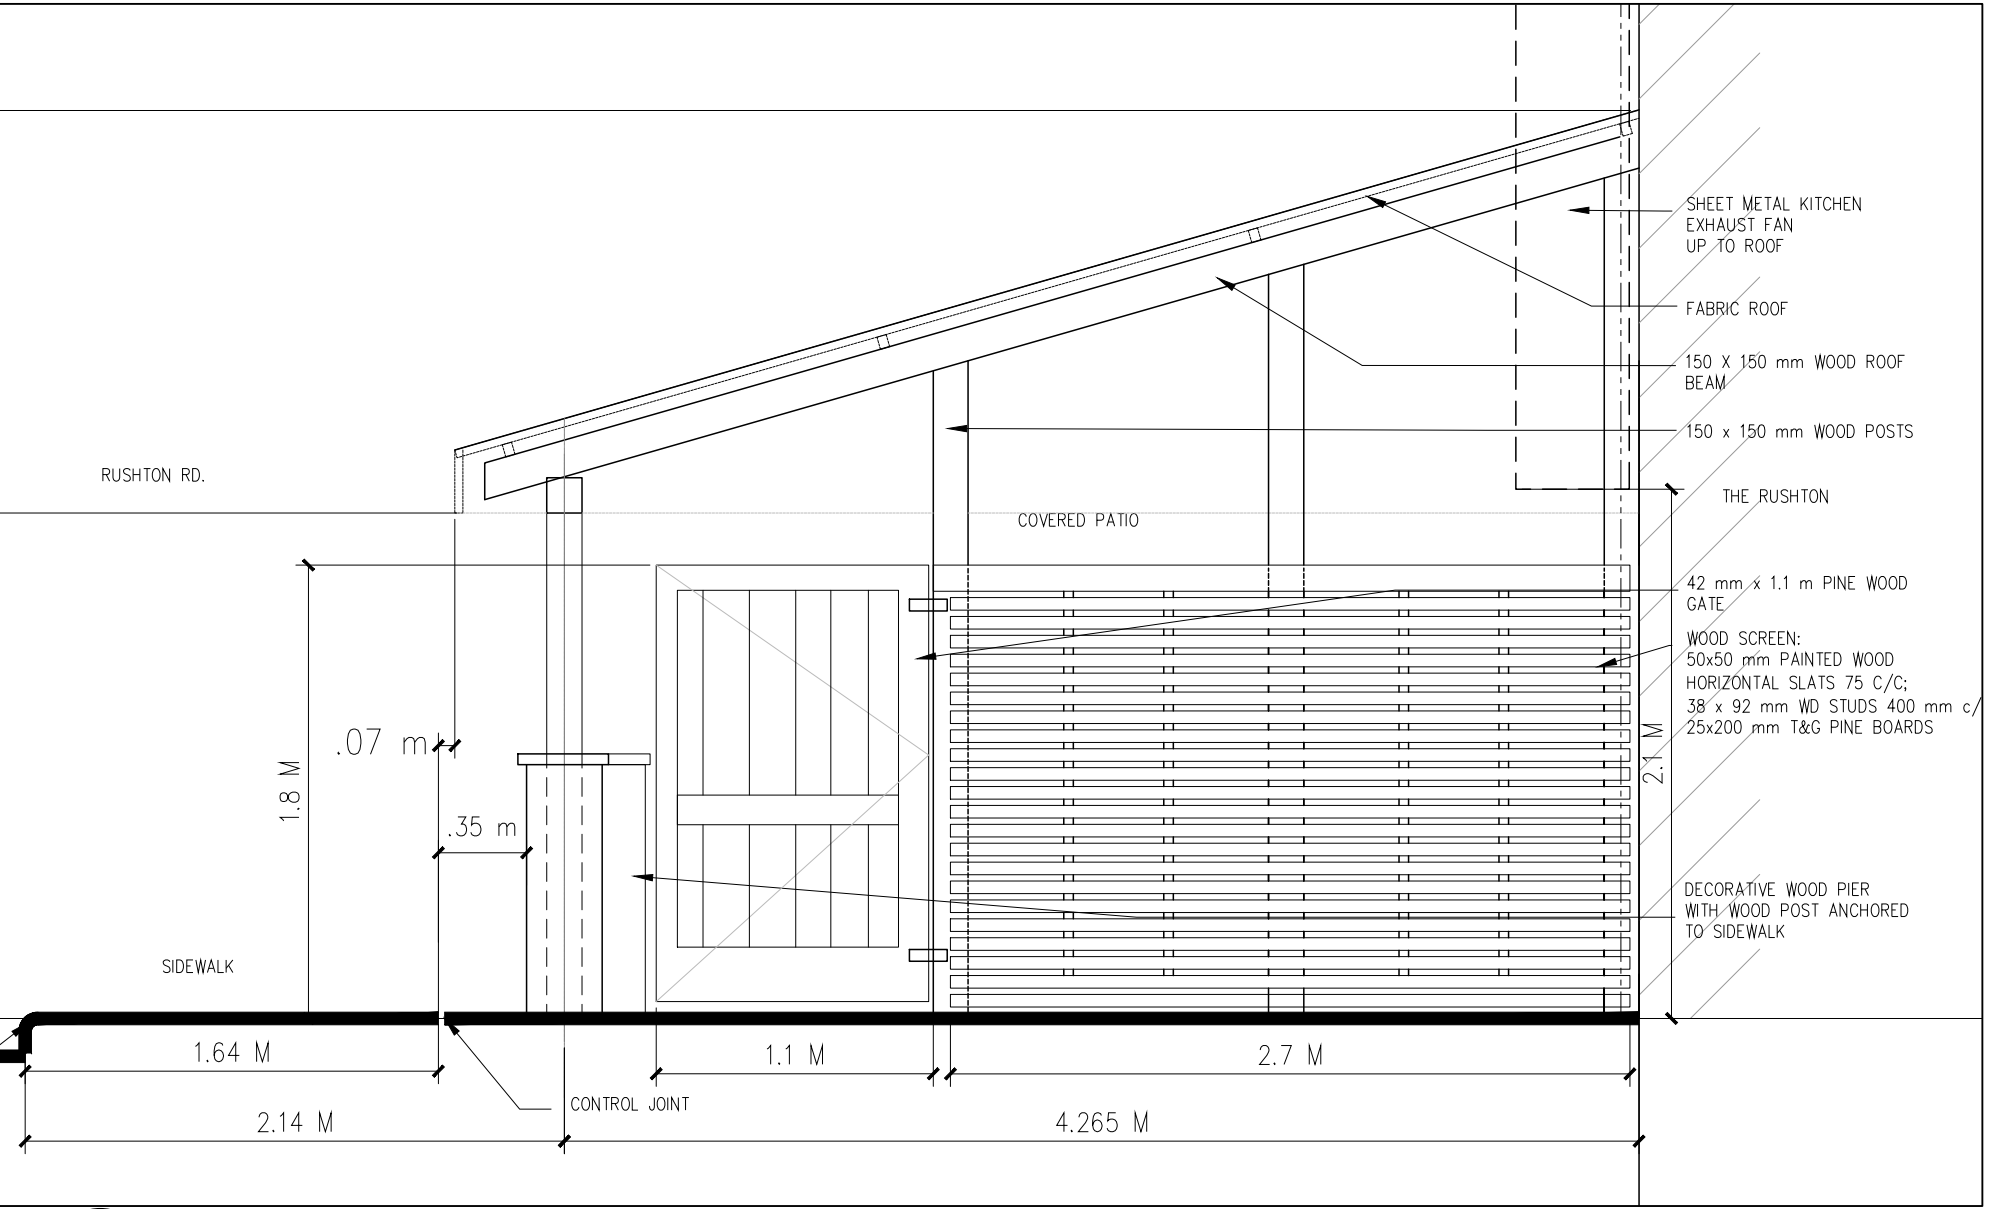 SHEET METAL KITCHEN
EXHAUST FAN
UP TO ROOF
FABRIC ROOF
150 X 150 mm WOOD ROOF
BEAM
150 x 150 mm WOOD POSTS
RUSHTON RD.
THE RUSHTON
COVERED PATIO
42 mm x 1.1 m PINE WOOD
GATE
WOOD SCREEN:
50x50 mm PAINTED WOOD
HORIZONTAL SLATS 75 C/C;
38 x 92 mm WD STUDS 400 mm c/
25x200 mm T&G PINE BOARDS
.07 m
2.1 M
1.8 M
.35 m
DECORATIVE WOOD PIER
WITH WOOD POST ANCHORED
TO SIDEWALK
SIDEWALK
1.64 M
1.1 M
2.7 M
CONTROL JOINT
2.14 M
4.265 M